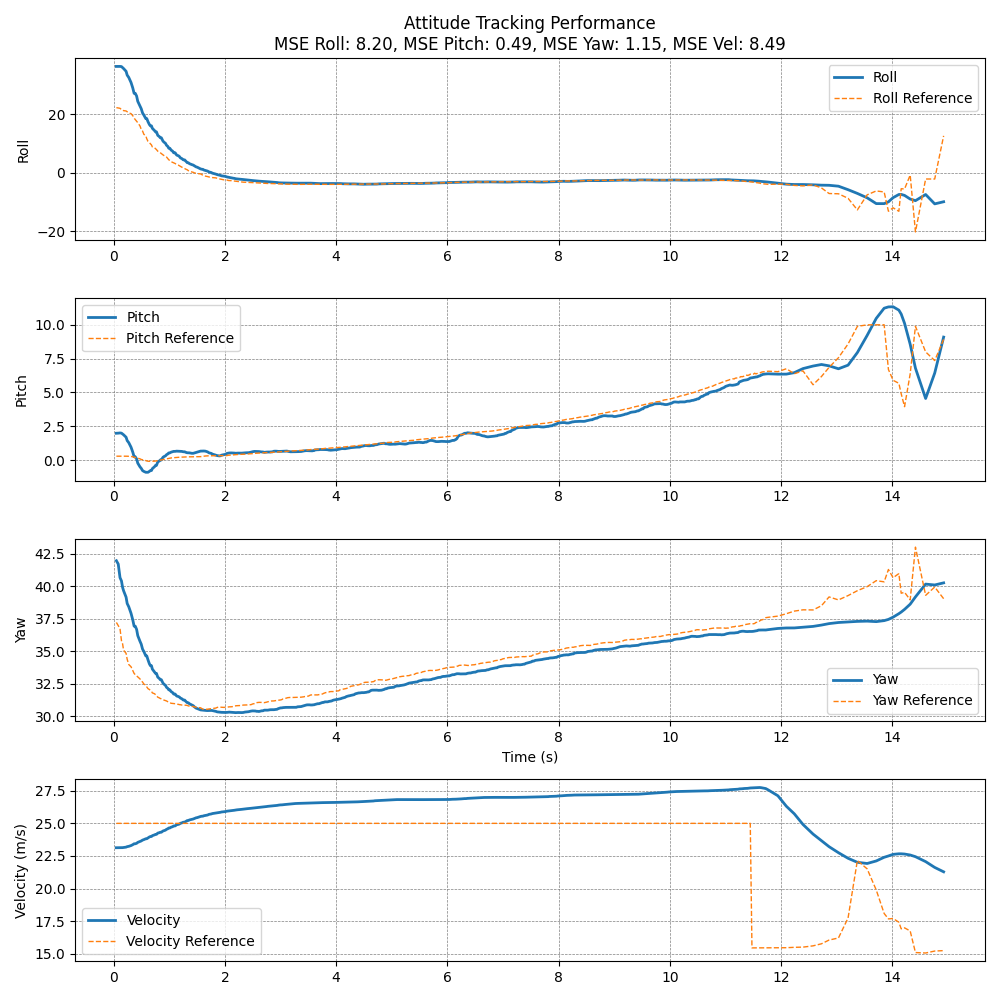 Attitude Tracking Performance
MSE Roll: 8.20, MSE Pitch: 0.49, MSE Yaw: 1.15, MSE Vel: 8.49
Roll
20
0
−20
Roll
Roll Reference
0 2 4 6 8 10 12 14
Pitch
10.0
7.5
5.0
2.5
0.0
Pitch
Pitch Reference
0 2 4 6 8 10 12 14
Yaw
42.5
40.0
37.5
35.0
32.5
30.0
Yaw
Yaw Reference
0 2 4 6 8 10 12 14
Time (s)
Velocity (m/s)
27.5
25.0
22.5
20.0
17.5
15.0
Velocity
Velocity Reference
0 2 4 6 8 10 12 14